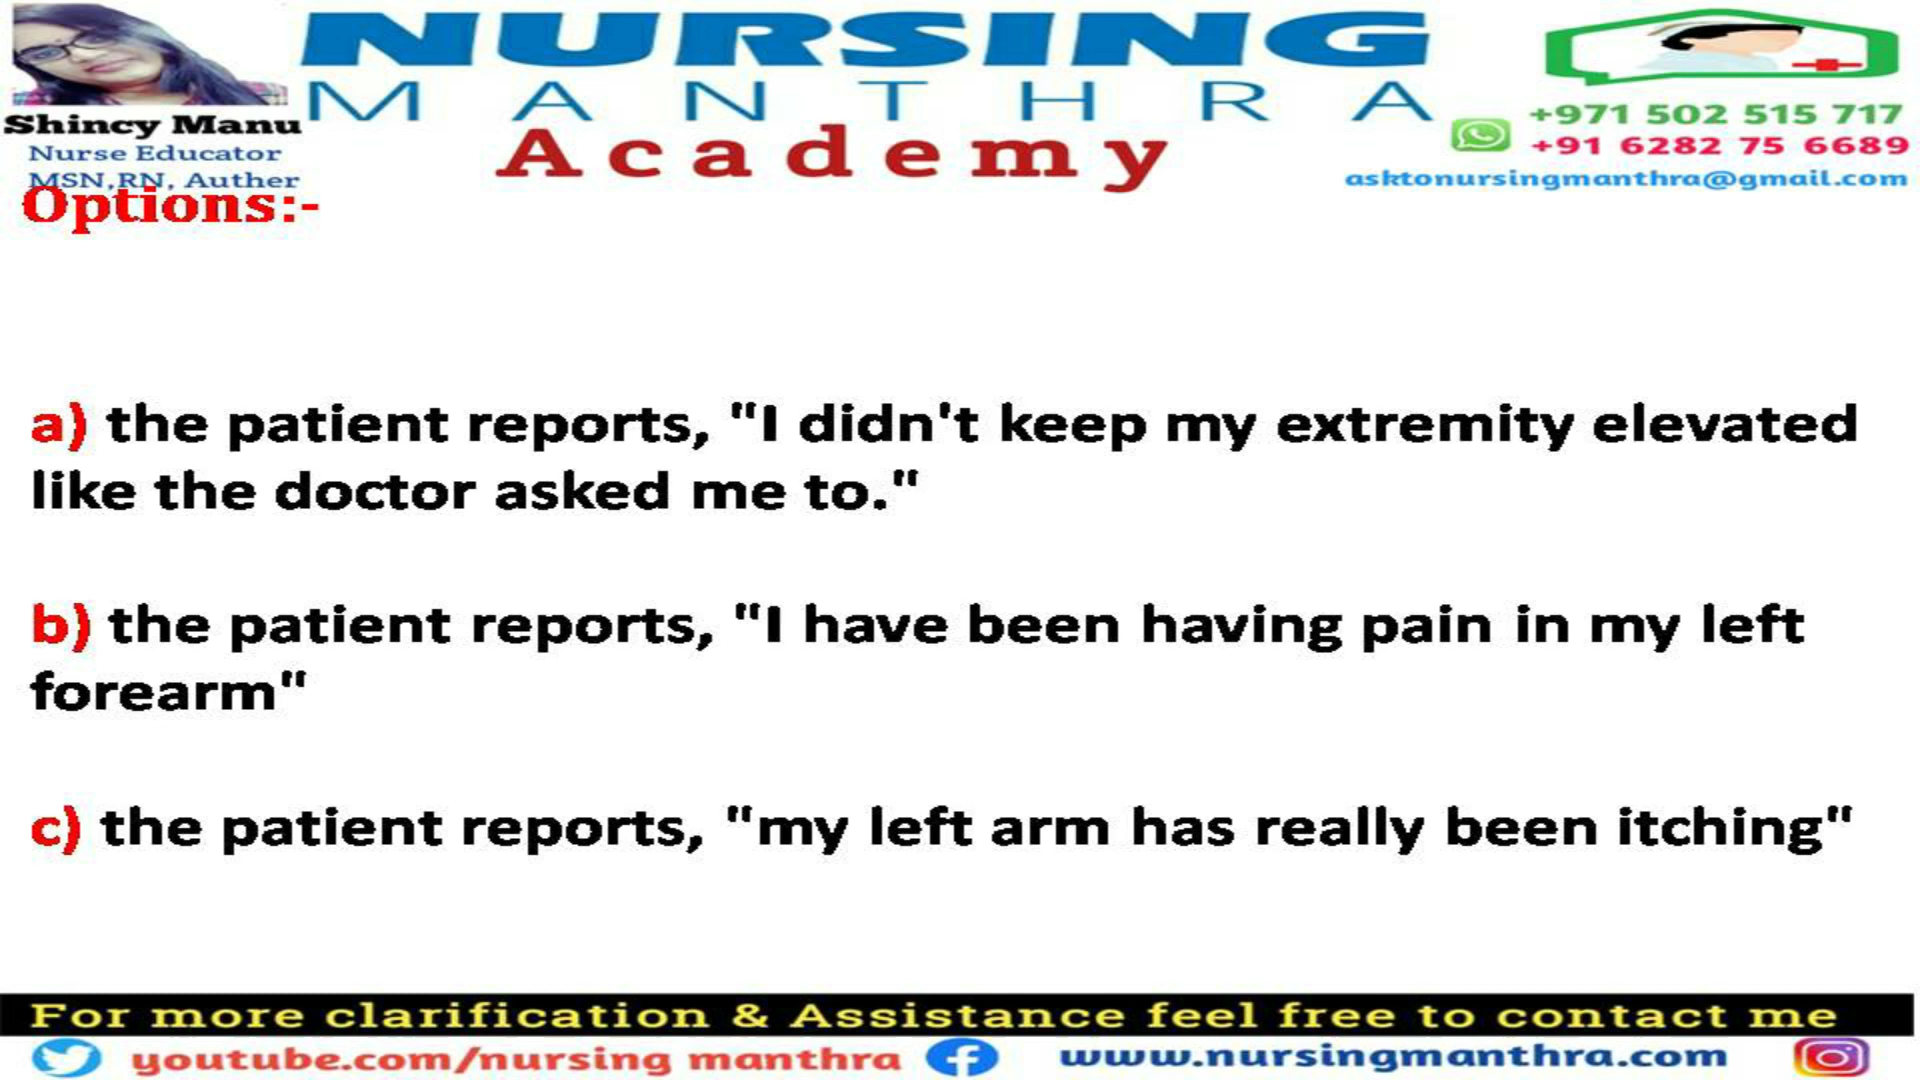 NURSING
MANTHRA
Academy
Shincy Manu
Nurse Educator
MSN,RN, Auther
+971 502 515 717
+91 6282 75 6689
asktonursingmanthra@gmail.com
Options:-
a) the patient reports, "I didn't keep my extremity elevated
like the doctor asked me to."
b) the patient reports, "I have been having pain in my left
forearm"
c) the patient reports, "my left arm has really been itching"
For more clarification & Assistance feel free to contact me
youtube.com/nursing manthra
www.nursingmanthra.com